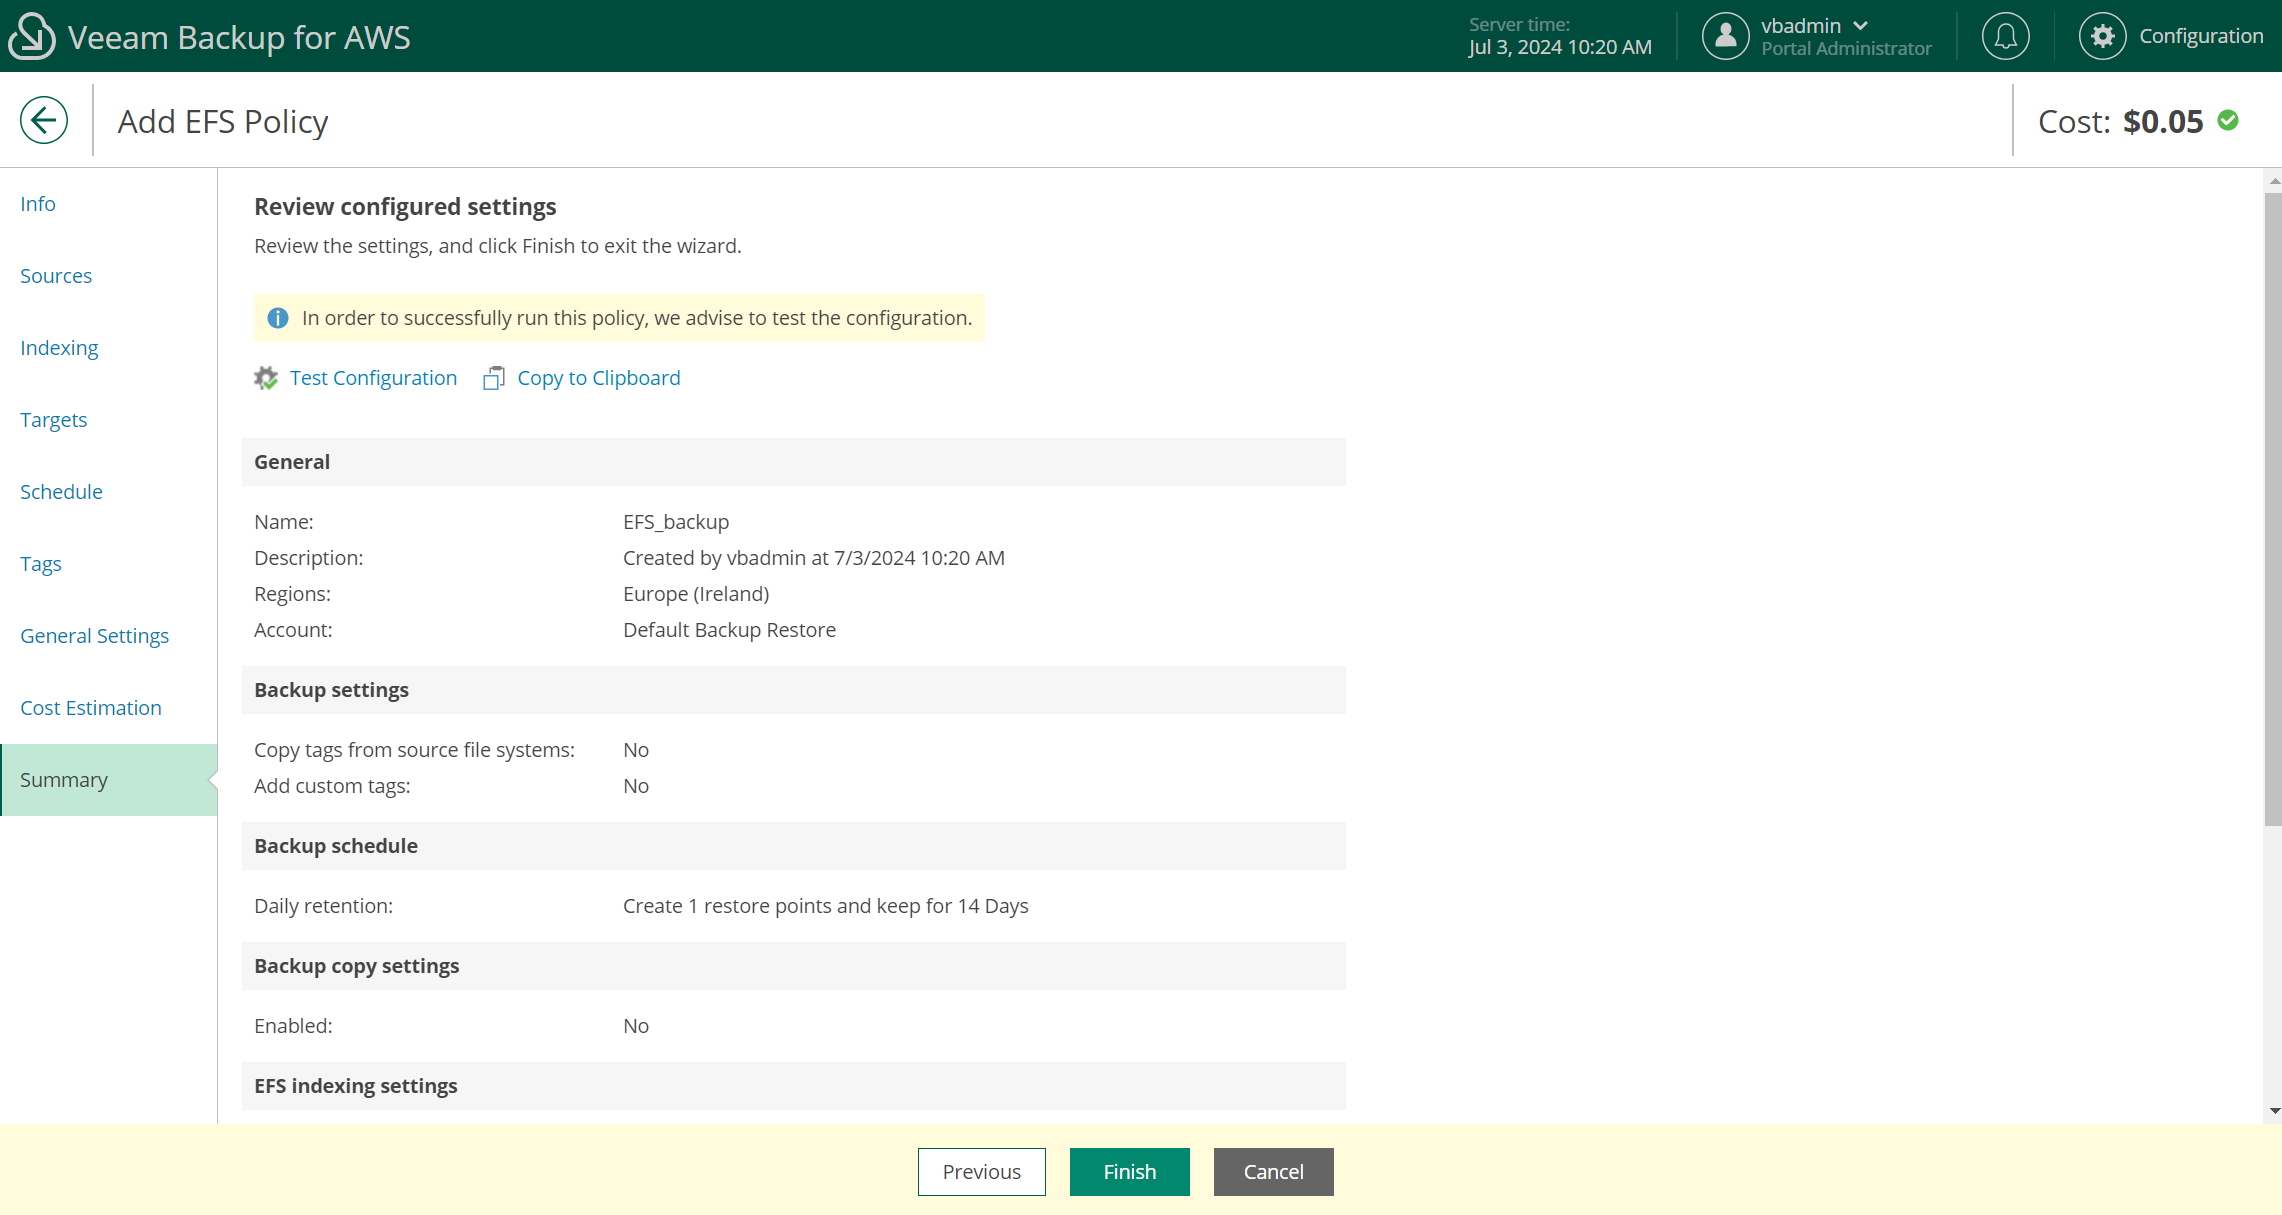 Veeam Backup for AWS
Server time:
Jul 3, 2024 10:20 AM
vbadmin
Portal Administrator
Configuration
Add EFS Policy
Cost: $0.05
Info
Sources
Indexing
Targets
Schedule
Tags
General Settings
Cost Estimation
Summary
Review configured settings
Review the settings, and click Finish to exit the wizard.
In order to successfully run this policy, we advise to test the configuration.
Test Configuration Copy to Clipboard
General
Name: EFS_backup
Description: Created by vbadmin at 7/3/2024 10:20 AM
Regions: Europe (Ireland)
Account: Default Backup Restore
Backup settings
Copy tags from source file systems: No
Add custom tags: No
Backup schedule
Daily retention: Create 1 restore points and keep for 14 Days
Backup copy settings
Enabled: No
EFS indexing settings
Previous Finish Cancel